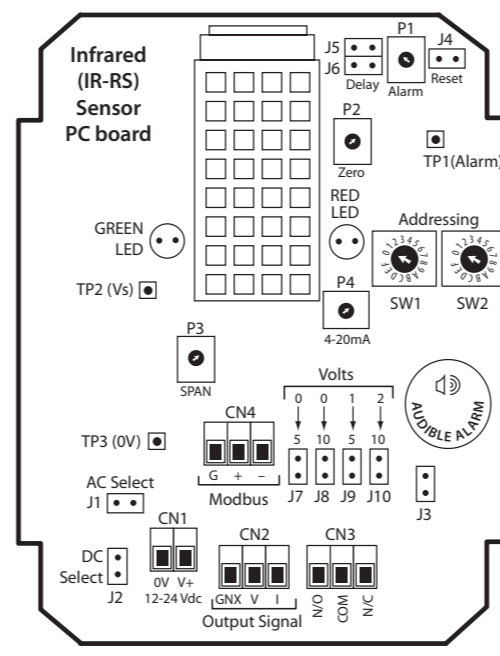 Infrared
(IR-RS)
Sensor
PC board
J5
J6
Delay
P1
Alarm
J4
Reset
P2
Zero
TP1(Alarm)
GREEN
LED
RED
LED
Addressing
0123456789ABCDEF
0123456789ABCDEF
SW1
SW2
TP2 (Vs)
P4
4-20mA
P3
SPAN
Volts
0 0 1 2
5 10 5 10
J7 J8 J9 J10
AUDIBLE ALARM
CN4
G + –
Modbus
TP3 (0V)
J3
AC Select
J1
CN1
0V V+
12-24 Vdc
DC
Select
J2
CN2
GNX V I
Output Signal
CN3
N/O
COM
N/C